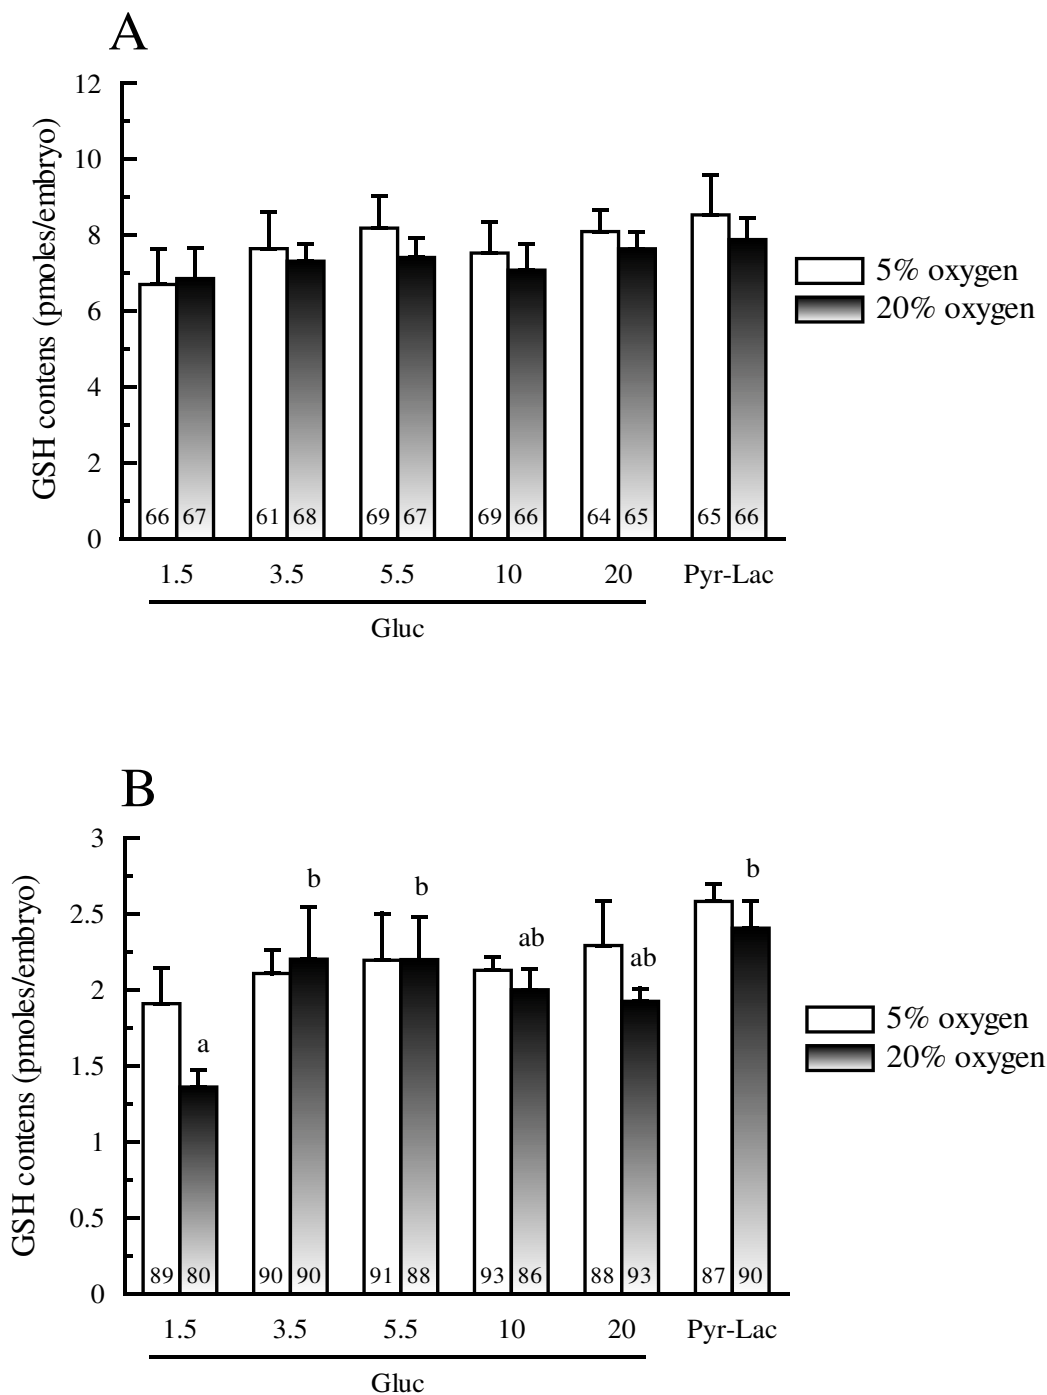 A
12
10
8
6
4
2
0
GSH contens (pmoles/embryo)
5% oxygen
20% oxygen
66 67 61 68 69 67 69 66 64 65 65 66
1.5 3.5 5.5 10 20 Pyr-Lac
Gluc
B
3
2.5
2
1.5
1
0.5
0
GSH contens (pmoles/embryo)
a b b ab ab b
5% oxygen
20% oxygen
89 80 90 90 91 88 93 86 88 93 87 90
1.5 3.5 5.5 10 20 Pyr-Lac
Gluc